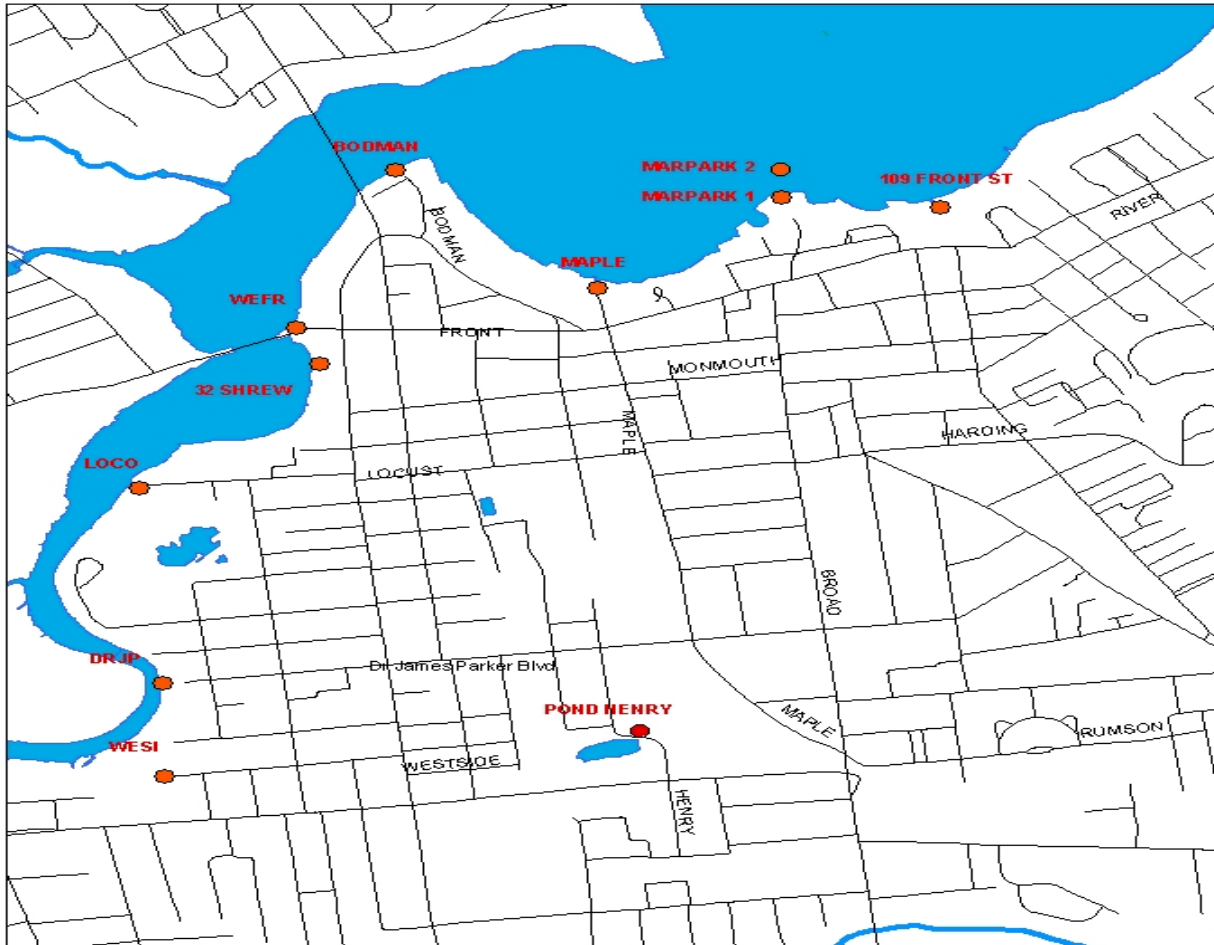 BODMAN
MARPARK 2
109 FRONT ST
MARPARK 1
RIVER
BODMAN
MAPLE
WEFR
FRONT
MONMOUTH
32 SHREW
MAPLE
HARDING
LOCO
LOCUST
BROAD
DRJP
Dr James Parker Blvd
POND HENRY
MAPLE
RUMSON
WESI
WESTSIDE
HENRY